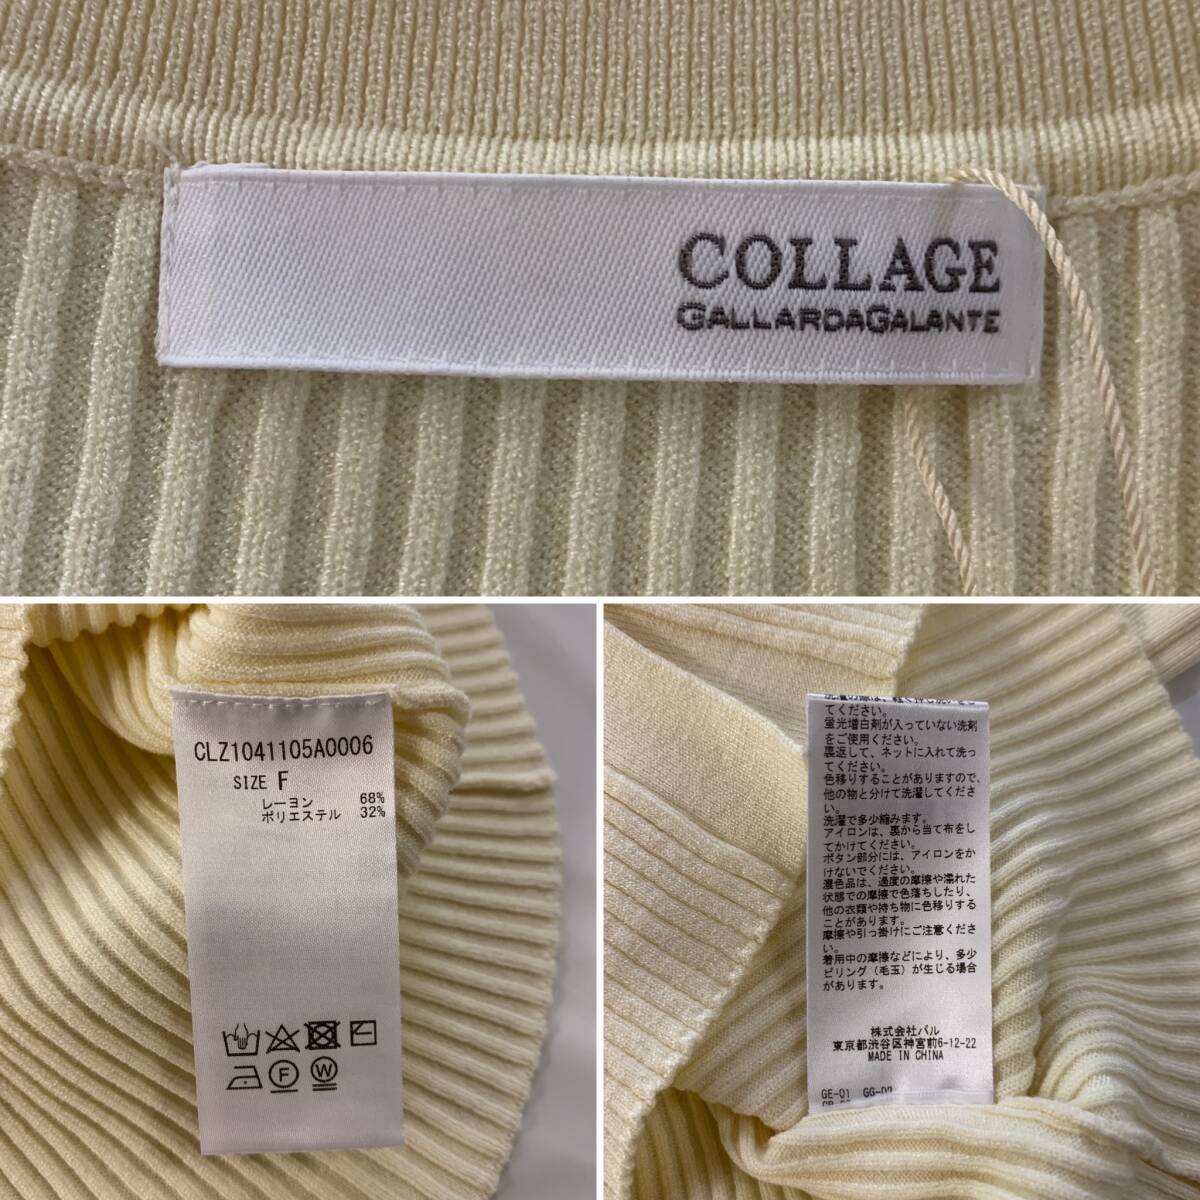 COLLAGE
GALLARDAGALANTE
CLZ1041105A0006
SIZE F
レーヨン 68%
ポリエステル 32%
F W
てください。
蛍光増白剤が入っていない洗剤
をご使用ください。
裏返して、ネットに入れて洗っ
てください。
色移りすることがありますので、
他の物と分けて洗濯してくださ
い。
洗濯で多少縮みます。
アイロンは、裏から当て布をし
てかけてください。
ボタン部分には、アイロンをか
けないでください。
濃色品は、過度の摩擦や濡れた
状態での摩擦で色落ちしたり、
他の衣類や持ち物に色移りする
ことがあります。
摩擦や引っ掛けにご注意くださ
い。
着用中の摩擦などにより、多少
ピリング(毛玉)が生じる場合
があります。
株式会社パル
東京都渋谷区神宮前6-12-22
MADE IN CHINA
GE-01